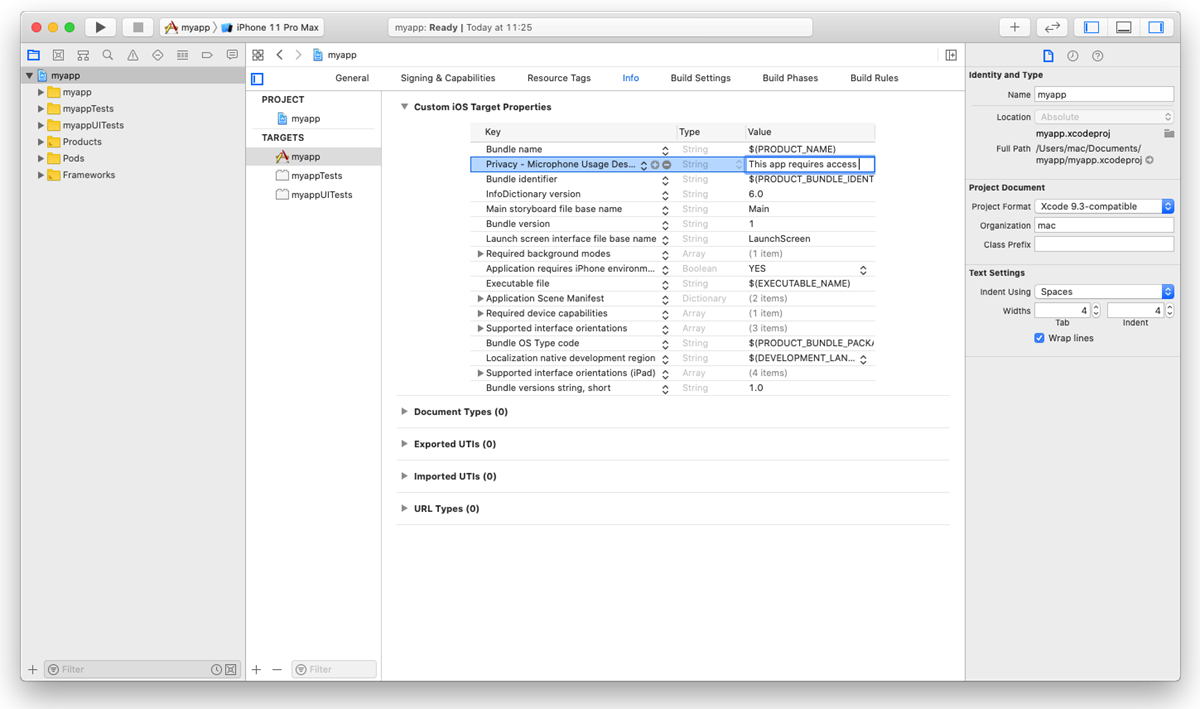 myapp 〉 iPhone 11 Pro Max
myapp: Ready | Today at 11:25
myapp
myapp
myappTests
myappUITests
Products
Pods
Frameworks
Filter
myapp
General Signing & Capabilities Resource Tags Info Build Settings Build Phases Build Rules
PROJECT
myapp
TARGETS
myapp
myappTests
myappUITests
Filter
Custom iOS Target Properties
Key Type Value
Bundle name String $(PRODUCT_NAME)
Privacy - Microphone Usage Des... String This app requires access
Bundle identifier String $(PRODUCT_BUNDLE_IDENT
InfoDictionary version String 6.0
Main storyboard file base name String Main
Bundle version String 1
Launch screen interface file base name String LaunchScreen
Required background modes Array (1 item)
Application requires iPhone environm... Boolean YES
Executable file String $(EXECUTABLE_NAME)
Application Scene Manifest Dictionary (2 items)
Required device capabilities Array (1 item)
Supported interface orientations Array (3 items)
Bundle OS Type code String $(PRODUCT_BUNDLE_PACKA
Localization native development region String $(DEVELOPMENT_LAN...
Supported interface orientations (iPad) Array (4 items)
Bundle versions string, short String 1.0
Document Types (0)
Exported UTIs (0)
Imported UTIs (0)
URL Types (0)
Identity and Type
Name myapp
Location Absolute
myapp.xcodeproj
Full Path /Users/mac/Documents/
myapp/myapp.xcodeproj
Project Document
Project Format Xcode 9.3-compatible
Organization mac
Class Prefix
Text Settings
Indent Using Spaces
Widths 4 4
Tab Indent
Wrap lines